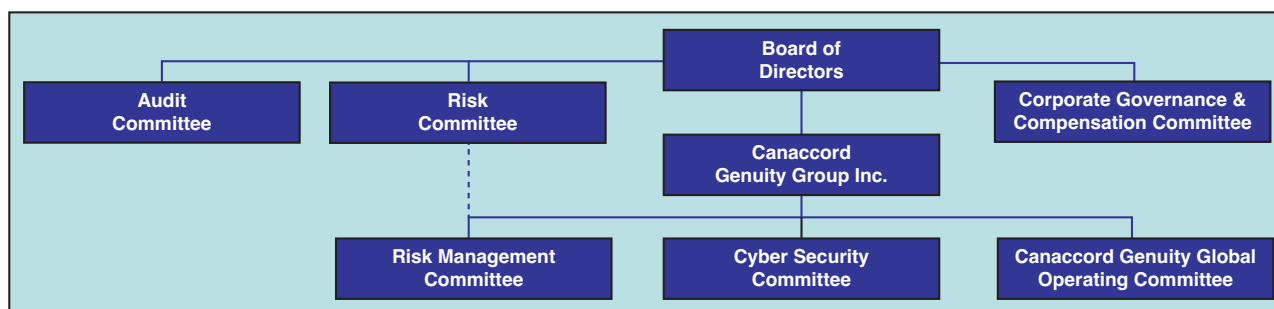 Board of
Directors
Audit
Committee
Risk
Committee
Corporate Governance &
Compensation Committee
Canaccord
Genuity Group Inc.
Risk Management
Committee
Cyber Security
Committee
Canaccord Genuity Global
Operating Committee